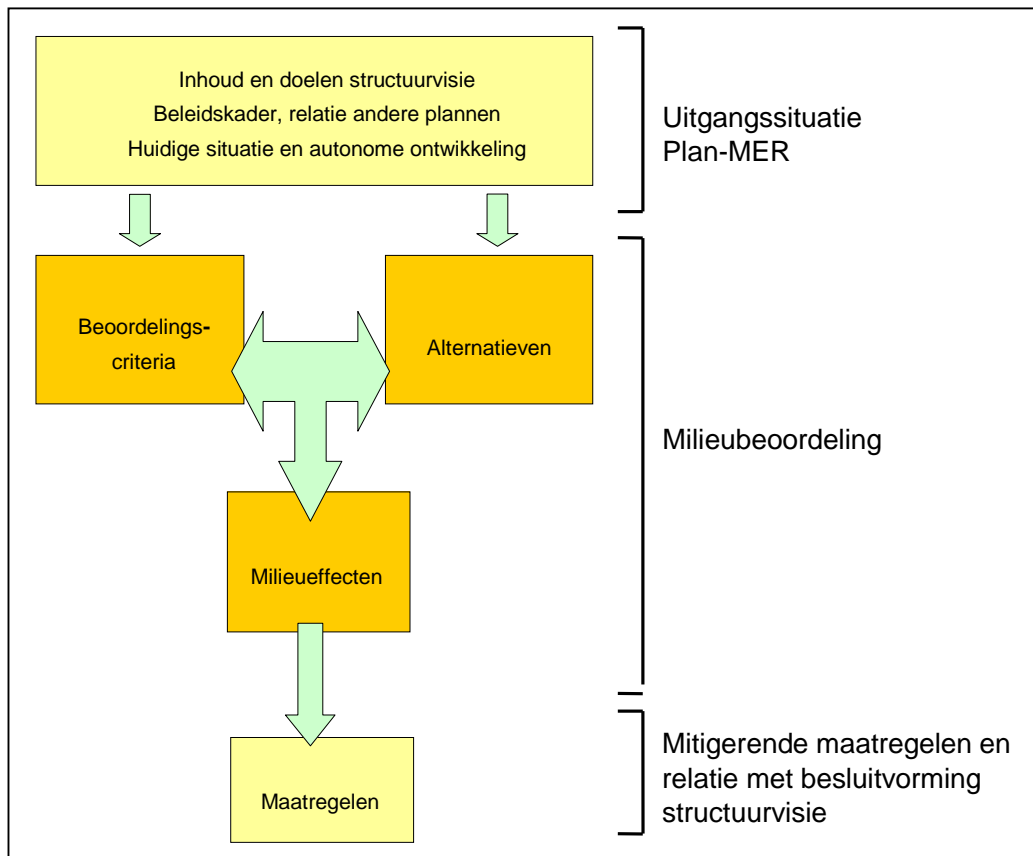 Inhoud en doelen structuurvisie
Beleidskader, relatie andere plannen
Huidige situatie en autonome ontwikkeling
Uitgangssituatie
Plan-MER
Beoordelings-
criteria
Alternatieven
Milieubeoordeling
Milieueffecten
Maatregelen
Mitigerende maatregelen en
relatie met besluitvorming
structuurvisie